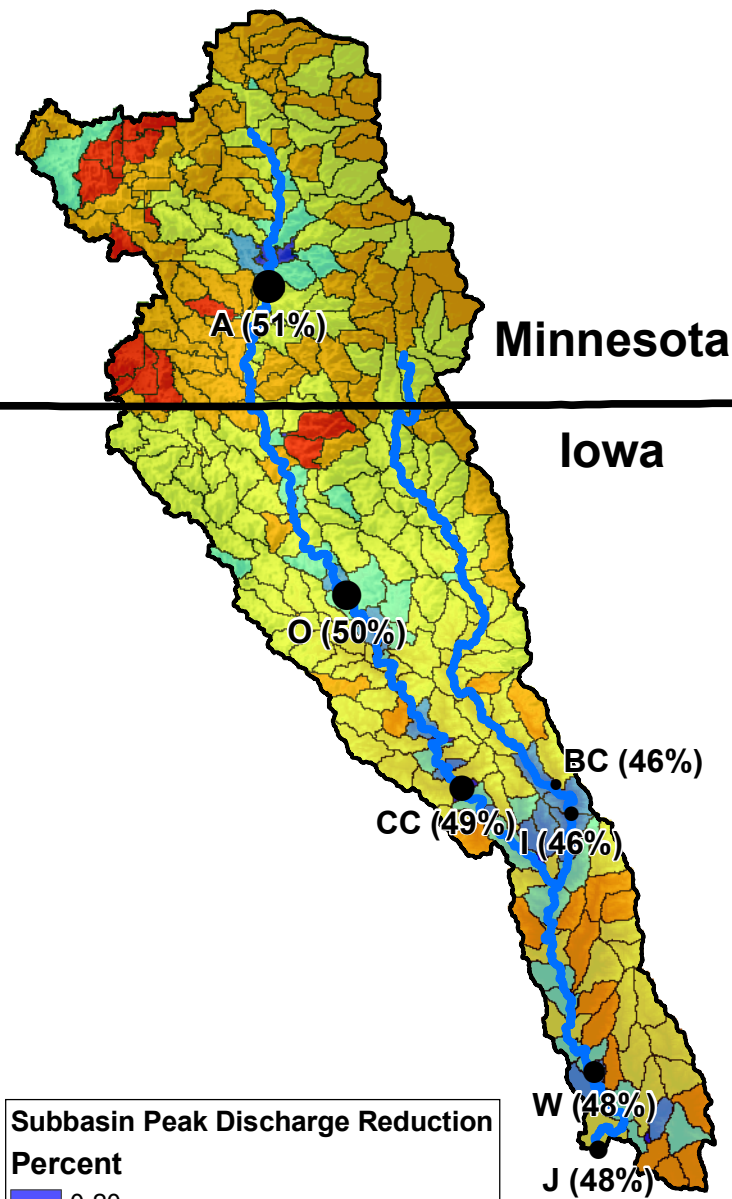 A (51%)
Minnesota
Iowa
O (50%)
BC (46%)
CC (49%)
I (46%)
W (48%)
J (48%)
Subbasin Peak Discharge Reduction
Percent